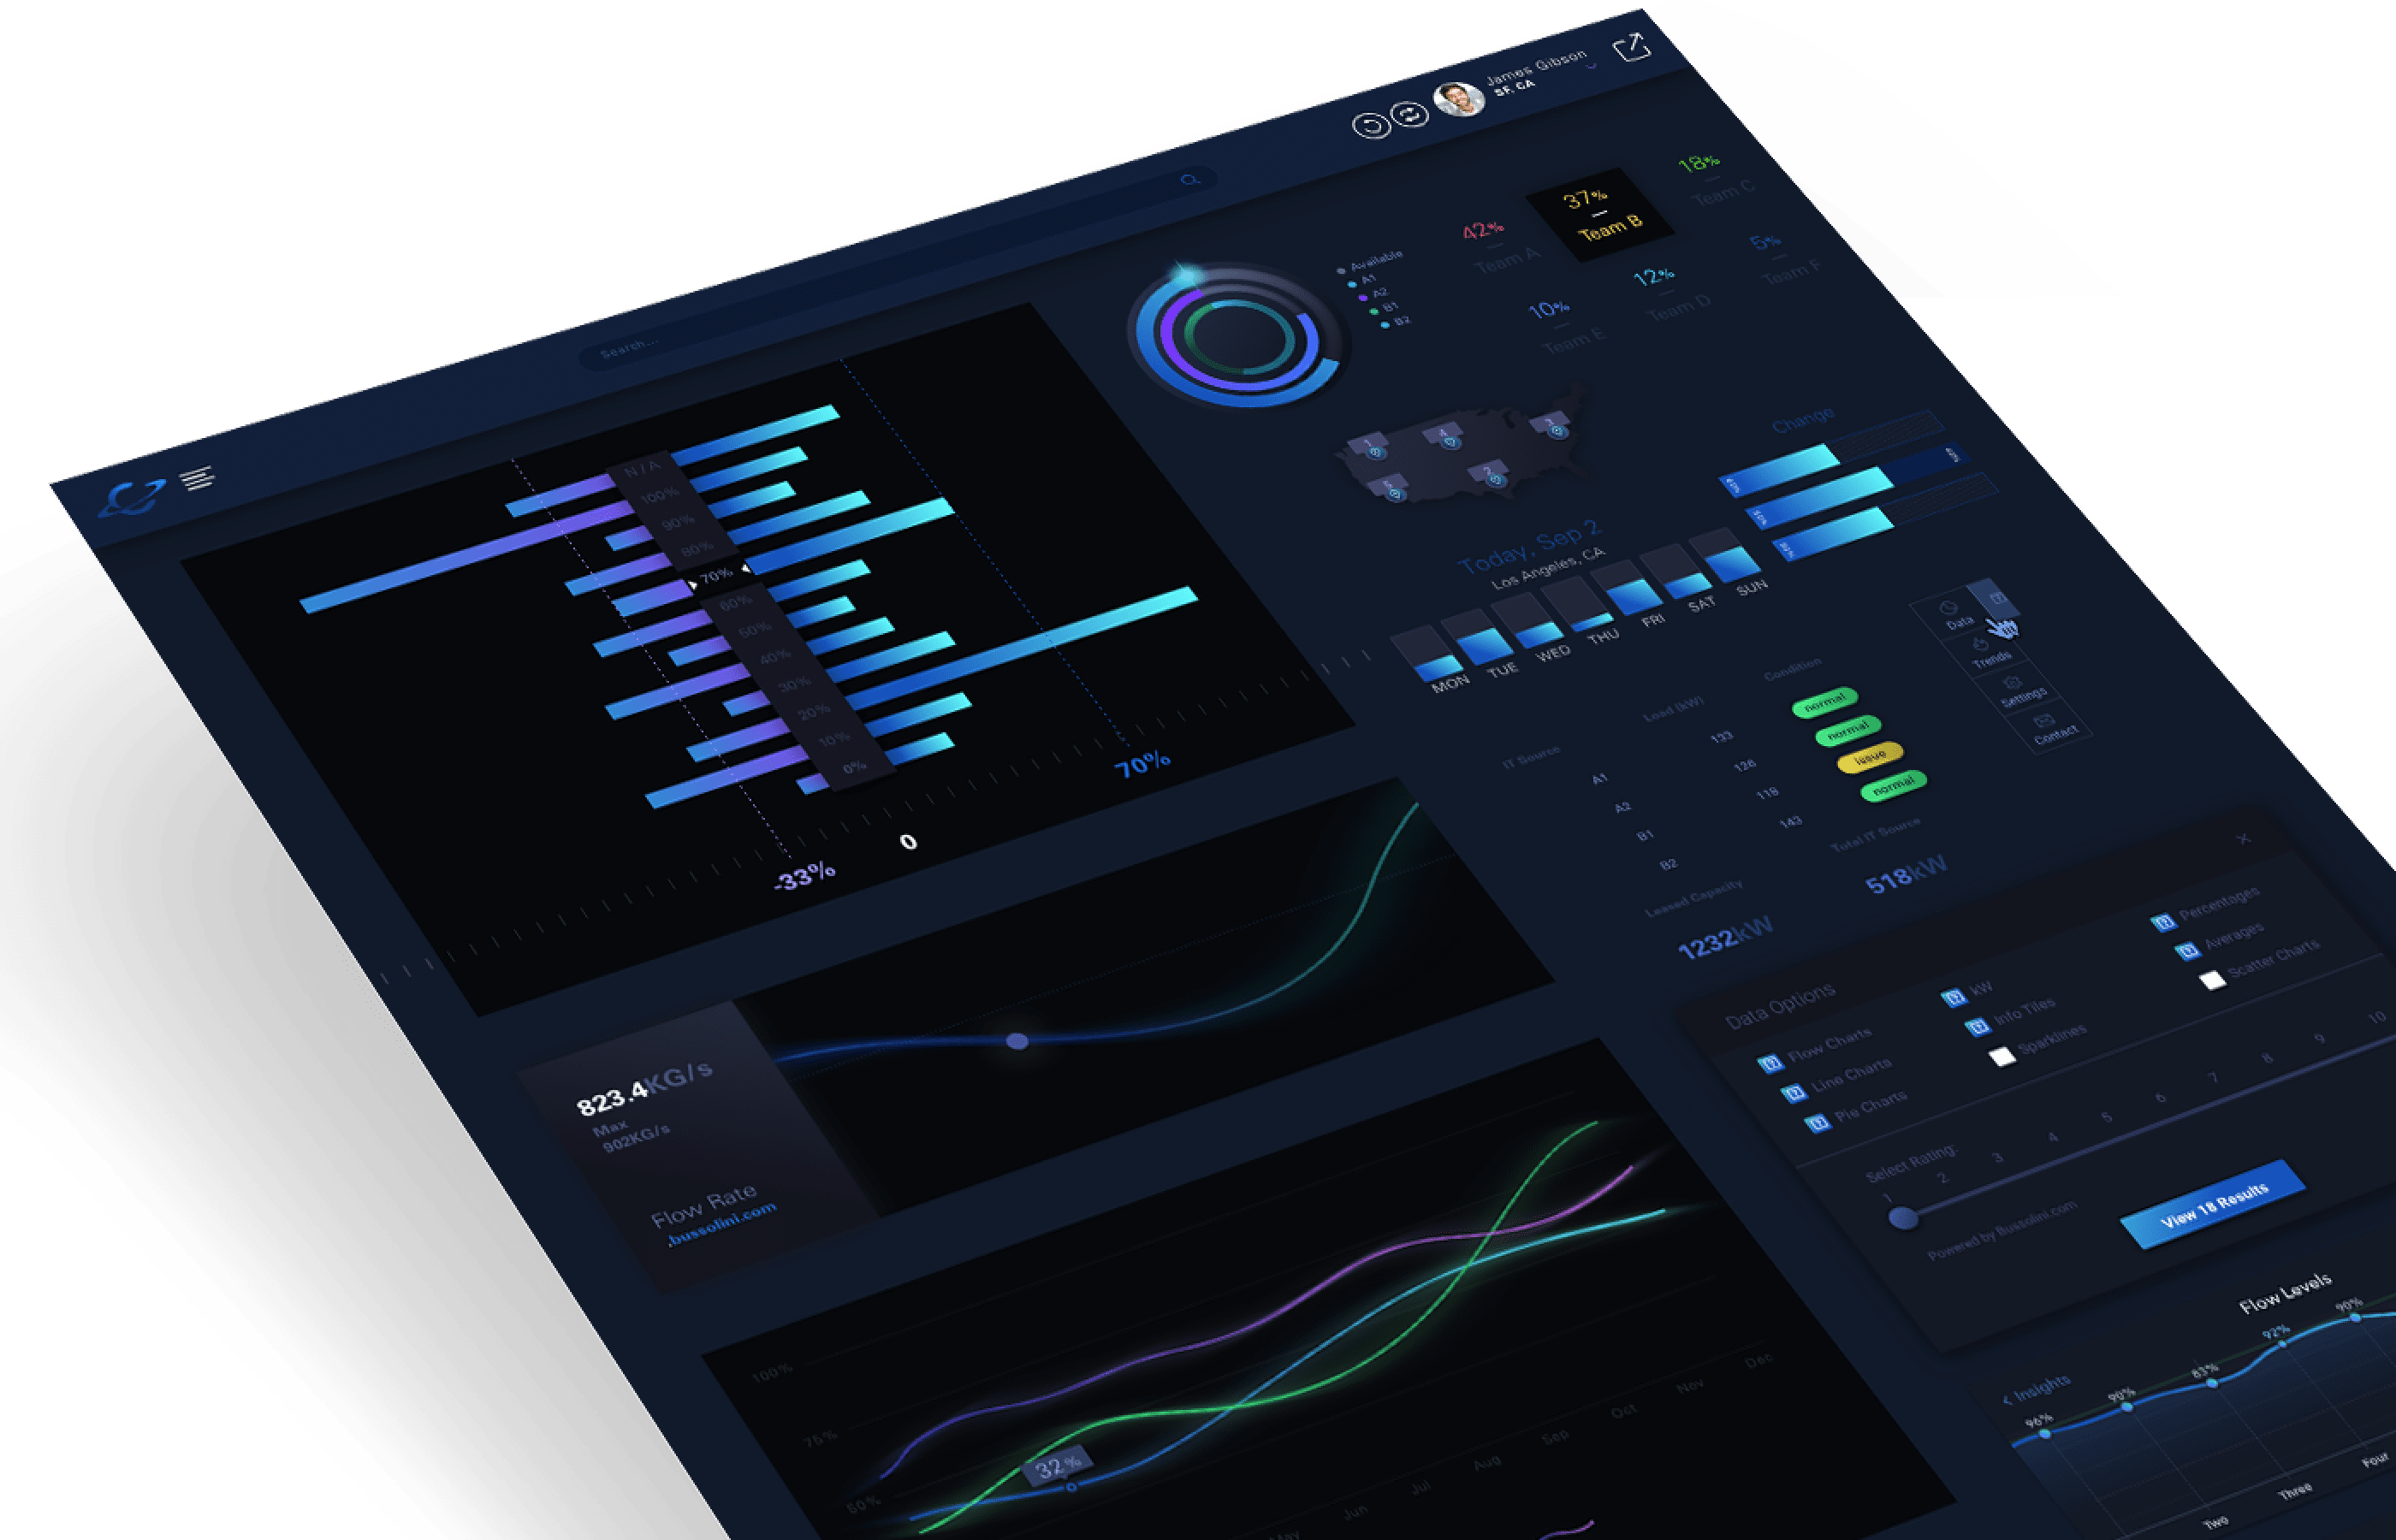 James Gibson
SF, CA
Search...
N/A
100%
90%
80%
70%
60%
50%
40%
30%
20%
10%
0%
-33%
0
70%
Available
A1
A2
B1
B2
42%
Team A
37%
Team B
18%
Team C
10%
Team E
12%
Team D
5%
Team F
1
4
3
5
2
Change
Today, Sep 2
Los Angeles, CA
MON
TUE
WED
THU
FRI
SAT
SUN
Data
Trends
Settings
Contact
IT Source
Load (kW)
Condition
A1
133
normal
A2
126
normal
B1
118
issue
B2
143
normal
Leased Capacity
1232kW
Total IT Source
518kW
823.4KG/s
Max
902KG/s
Flow Rate
.bussolini.com
Data Options
Flow Charts
Line Charts
Pie Charts
kW
Info Tiles
Sparklines
Percentages
Averages
Scatter Charts
Select Rating:
1 2 3 4 5 6 7 8 9 10
Powered by Bussolini.com
View 18 Results
100%
75%
50%
32%
May
Jun
Jul
Aug
Sep
Oct
Nov
Dec
Flow Levels
< Insights
96%
90%
83%
92%
90%
Two
Three
Four